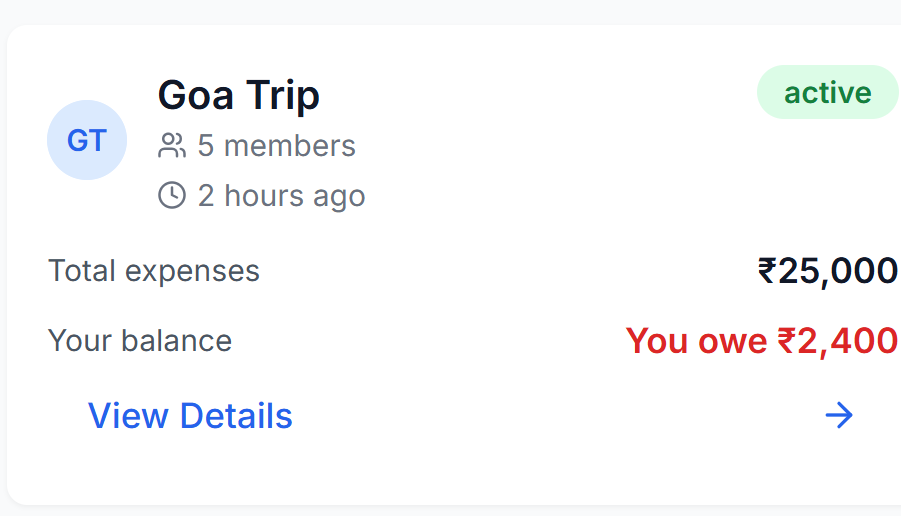 Goa Trip
active
GT
5 members
2 hours ago
Total expenses
₹25,000
Your balance
You owe ₹2,400
View Details